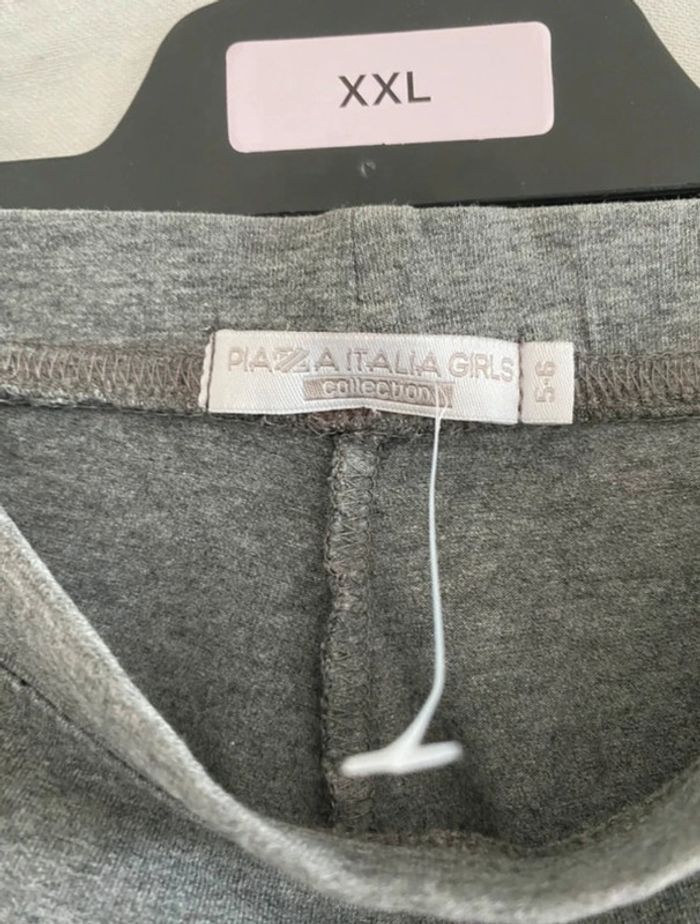 XXL
PIAZZA ITALIA GIRLS
collection
5-6